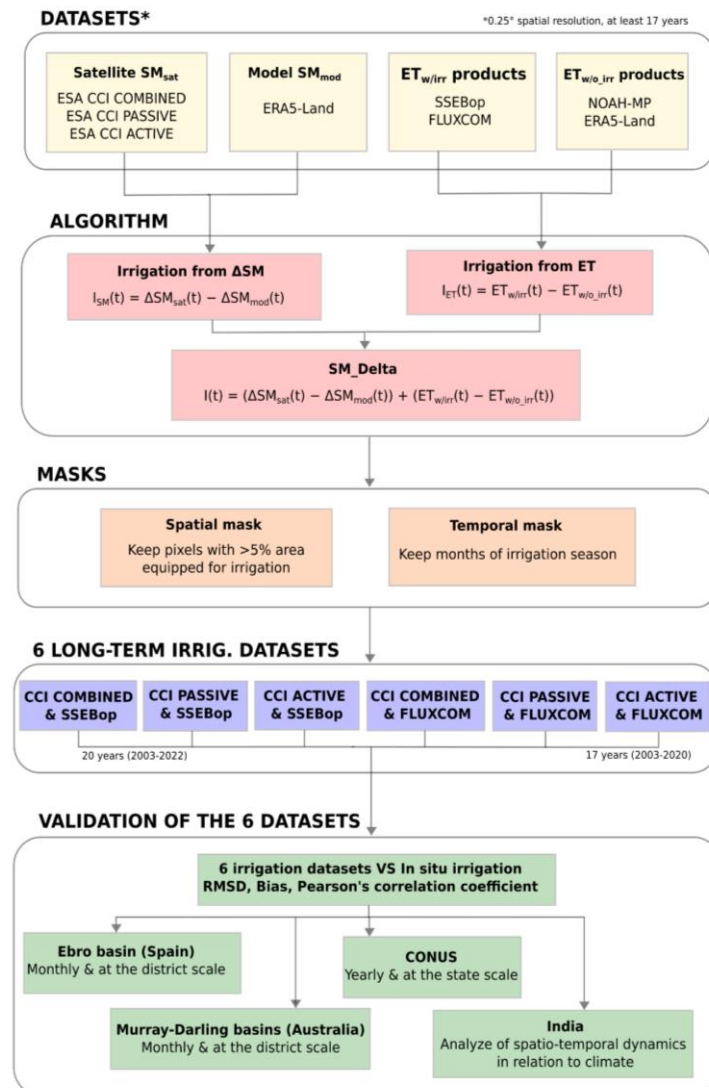 DATASETS*
*0.25° spatial resolution, at least 17 years
Satellite SMsat
ESA CCI COMBINED
ESA CCI PASSIVE
ESA CCI ACTIVE
Model SMmod
ERA5-Land
ETw/irr products
SSEBop
FLUXCOM
ETw/o_irr products
NOAH-MP
ERA5-Land
ALGORITHM
Irrigation from ΔSM
ISM(t) = ΔSMsat(t) − ΔSMmod(t)
Irrigation from ET
IET(t) = ETw/irr(t) − ETw/o_irr(t)
SM_Delta
I(t) = (ΔSMsat(t) − ΔSMmod(t)) + (ETw/irr(t) − ETw/o_irr(t))
MASKS
Spatial mask
Keep pixels with >5% area
equipped for irrigation
Temporal mask
Keep months of irrigation season
6 LONG-TERM IRRIG. DATASETS
CCI COMBINED
& SSEBop
CCI PASSIVE
& SSEBop
CCI ACTIVE
& SSEBop
CCI COMBINED
& FLUXCOM
CCI PASSIVE
& FLUXCOM
CCI ACTIVE
& FLUXCOM
20 years (2003-2022)
17 years (2003-2020)
VALIDATION OF THE 6 DATASETS
6 irrigation datasets VS In situ irrigation
RMSD, Bias, Pearson's correlation coefficient
Ebro basin (Spain)
Monthly & at the district scale
CONUS
Yearly & at the state scale
Murray-Darling basins (Australia)
Monthly & at the district scale
India
Analyze of spatio-temporal dynamics
in relation to climate